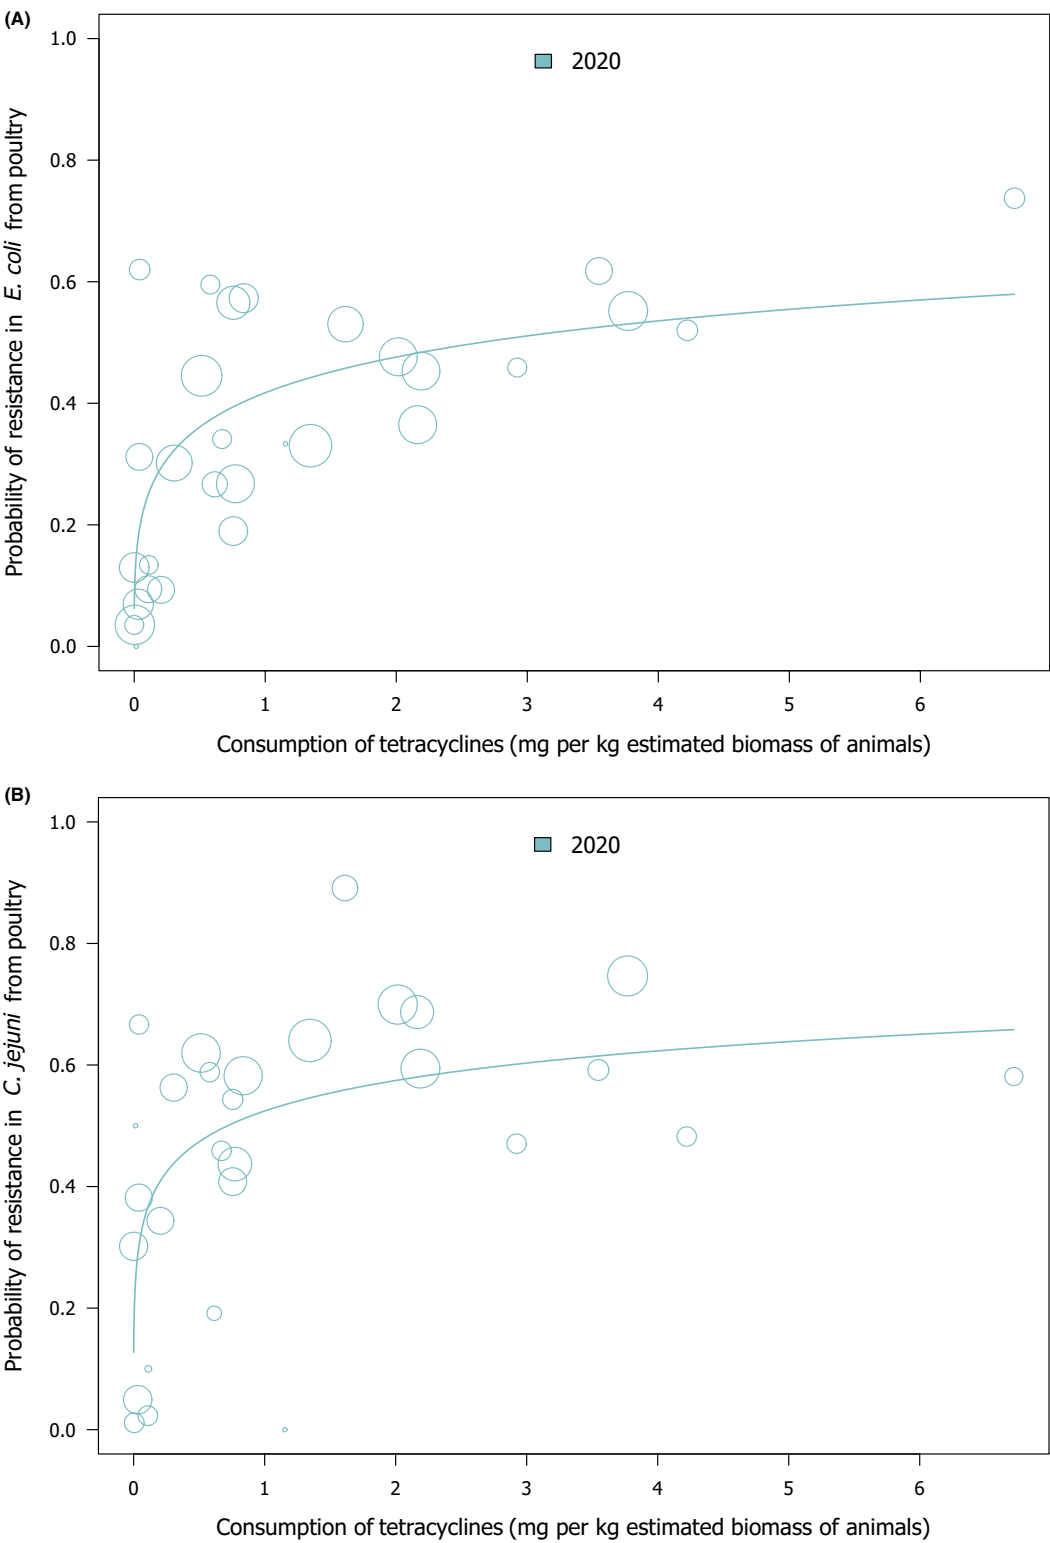 (A)
1.0
0.8
0.6
0.4
0.2
0.0
Probability of resistance in E. coli from poultry
2020
0 1 2 3 4 5 6
Consumption of tetracyclines (mg per kg estimated biomass of animals)
(B)
1.0
0.8
0.6
0.4
0.2
0.0
Probability of resistance in C. jejuni from poultry
2020
0 1 2 3 4 5 6
Consumption of tetracyclines (mg per kg estimated biomass of animals)